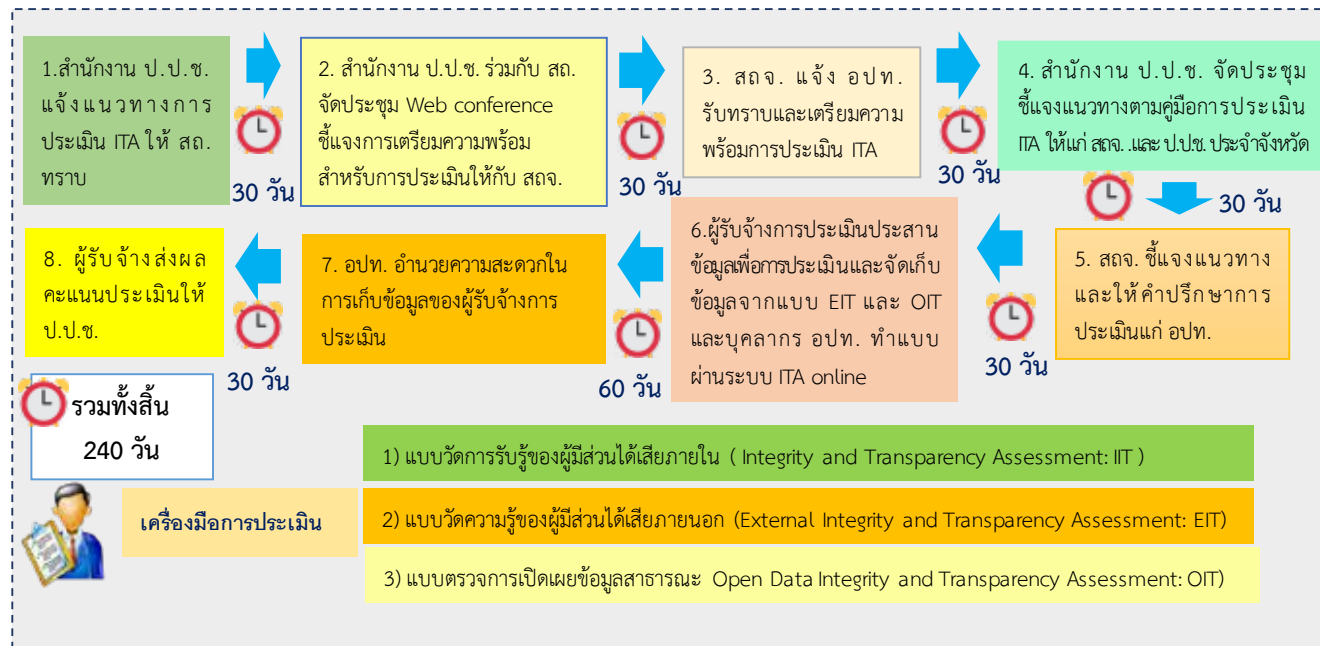 1.สำนักงาน ป.ป.ช.
แจ้งแนวทางการ
ประเมิน ITA ให้ สถ.
ทราบ
30 วัน
2. สำนักงาน ป.ป.ช. ร่วมกับ สถ.
จัดประชุม Web conference
ชี้แจงการเตรียมความพร้อม
สำหรับการประเมินให้กับ สถจ.
30 วัน
3. สถจ. แจ้ง อปท.
รับทราบและเตรียมความ
พร้อมการประเมิน ITA
30 วัน
4. สำนักงาน ป.ป.ช. จัดประชุม
ชี้แจงแนวทางตามคู่มือการประเมิน
ITA ให้แก่ สถจ. .และ ป.ป.ช. ประจำจังหวัด
30 วัน
5. สถจ. ชี้แจงแนวทาง
และให้คำปรึกษาการ
ประเมินแก่ อปท.
30 วัน
6.ผู้รับจ้างการประเมินประสาน
ข้อมูลเพื่อการประเมินและจัดเก็บ
ข้อมูลจากแบบ EIT และ OIT
และบุคลากร อปท. ทำแบบ
ผ่านระบบ ITA online
60 วัน
7. อปท. อำนวยความสะดวกใน
การเก็บข้อมูลของผู้รับจ้างการ
ประเมิน
30 วัน
8. ผู้รับจ้างส่งผล
คะแนนประเมินให้
ป.ป.ช.
รวมทั้งสิ้น
240 วัน
เครื่องมือการประเมิน
1) แบบวัดการรับรู้ของผู้มีส่วนได้เสียภายใน ( Integrity and Transparency Assessment: IIT )
2) แบบวัดความรู้ของผู้มีส่วนได้เสียภายนอก (External Integrity and Transparency Assessment: EIT)
3) แบบตรวจการเปิดเผยข้อมูลสาธารณะ Open Data Integrity and Transparency Assessment: OIT)